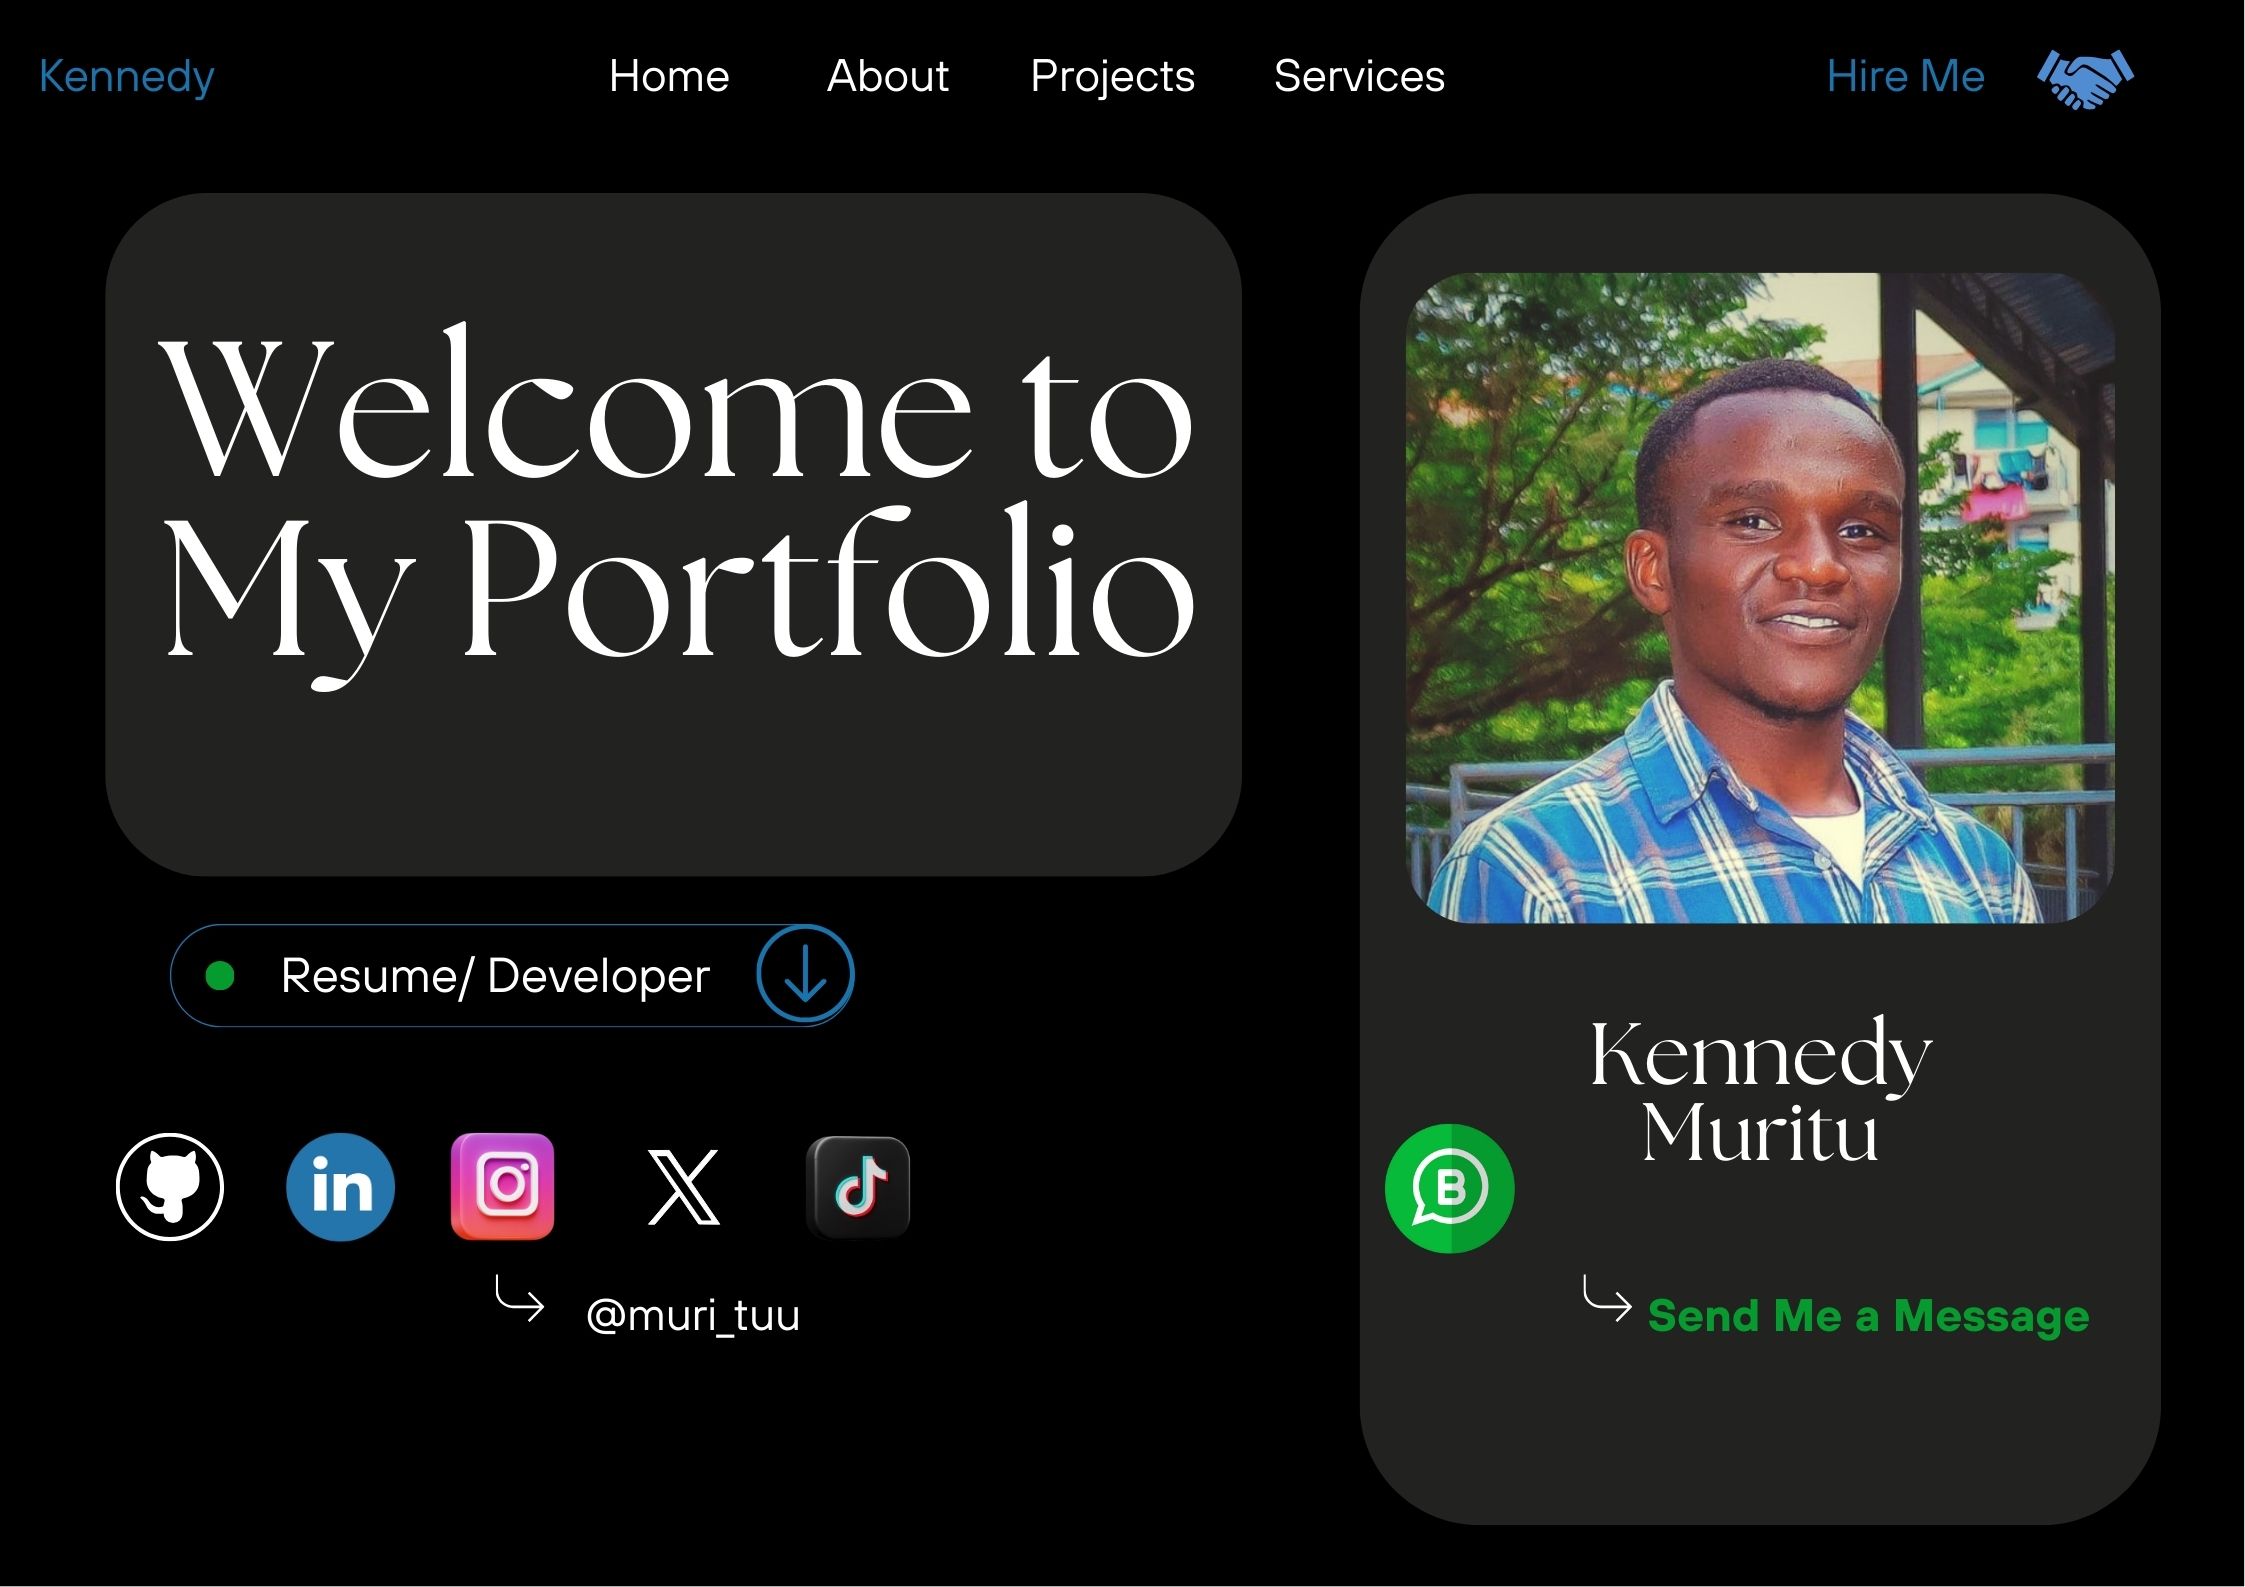 Kennedy
Home
About
Projects
Services
Hire Me
Welcome to
My Portfolio
Resume/ Developer
in
@muri_tuu
Kennedy
Muritu
B
Send Me a Message